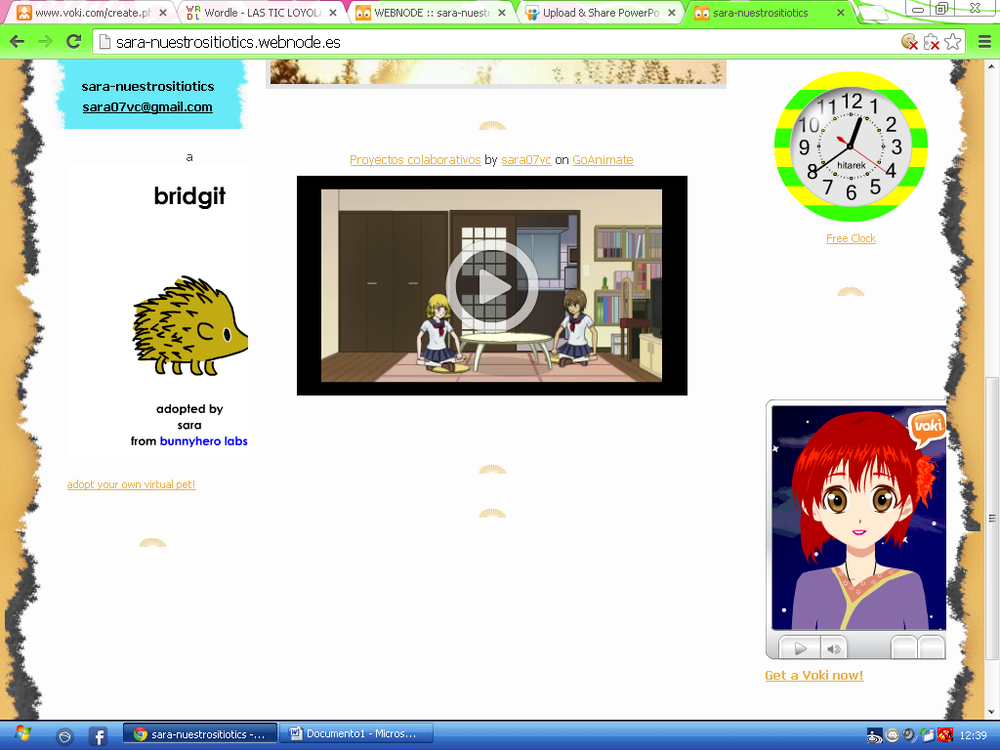 www.voki.com/create.pl
Wordle - LAS TIC LOYOLA
WEBNODE :: sara-nuest
Upload & Share PowerPo
sara-nuestrositiotics
sara-nuestrositiotics.webnode.es
sara-nuestrositiotics
sara07vc@gmail.com
a
bridgit
adopted by
sara
from bunnyhero labs
adopt your own virtual pet!
Proyectos colaborativos by sara07vc on GoAnimate
12
1
2
3
4
5
6
7
8
9
10
11
hitarek
Free Clock
voki
Get a Voki now!
sara-nuestrositiotics -...
Documento1 - Micros...
12:39